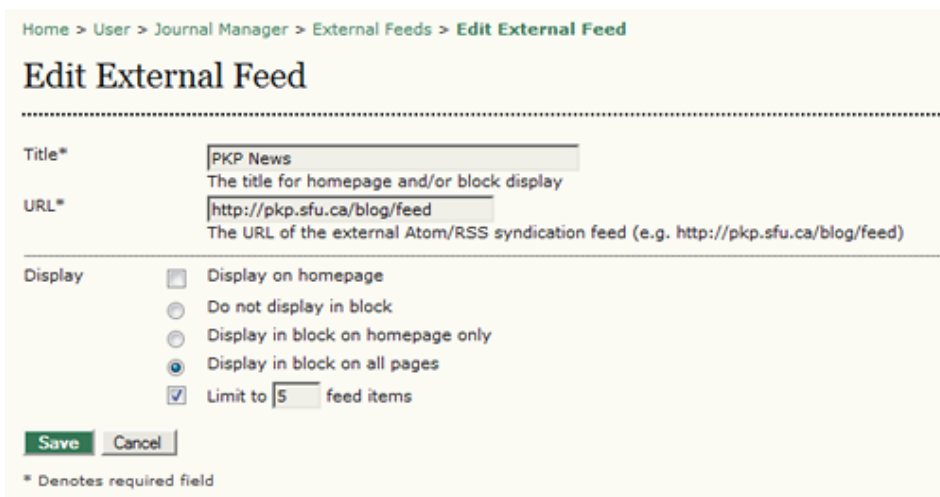 Home > User > Journal Manager > External Feeds > Edit External Feed
Edit External Feed
Title* PKP News
The title for homepage and/or block display
URL* http://pkp.sfu.ca/blog/feed
The URL of the external Atom/RSS syndication feed (e.g. http://pkp.sfu.ca/blog/feed)
Display Display on homepage
Do not display in block
Display in block on homepage only
Display in block on all pages
Limit to 5 feed items
Save Cancel
* Denotes required field